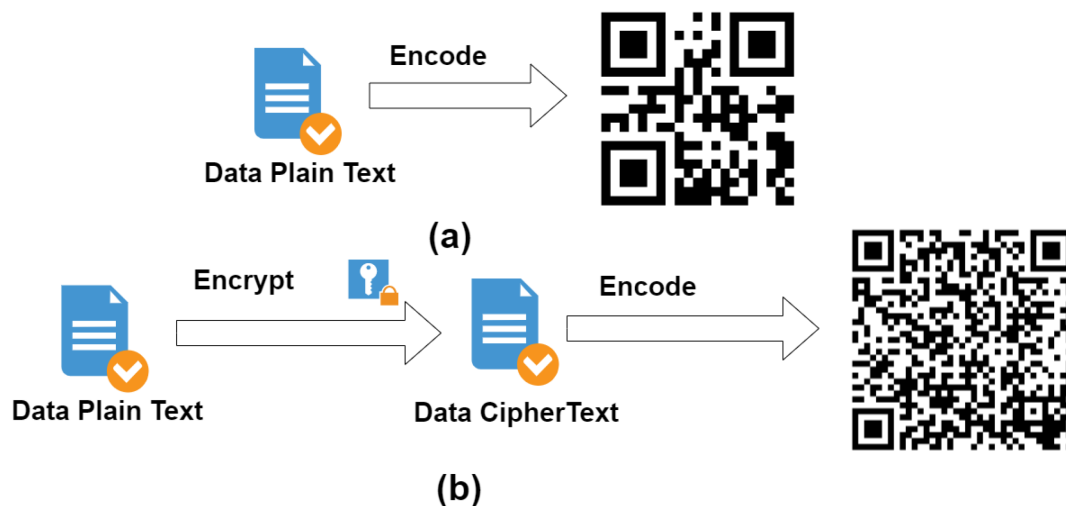 Encode
Data Plain Text
(a)
Encrypt
Encode
Data Plain Text
Data CipherText
(b)